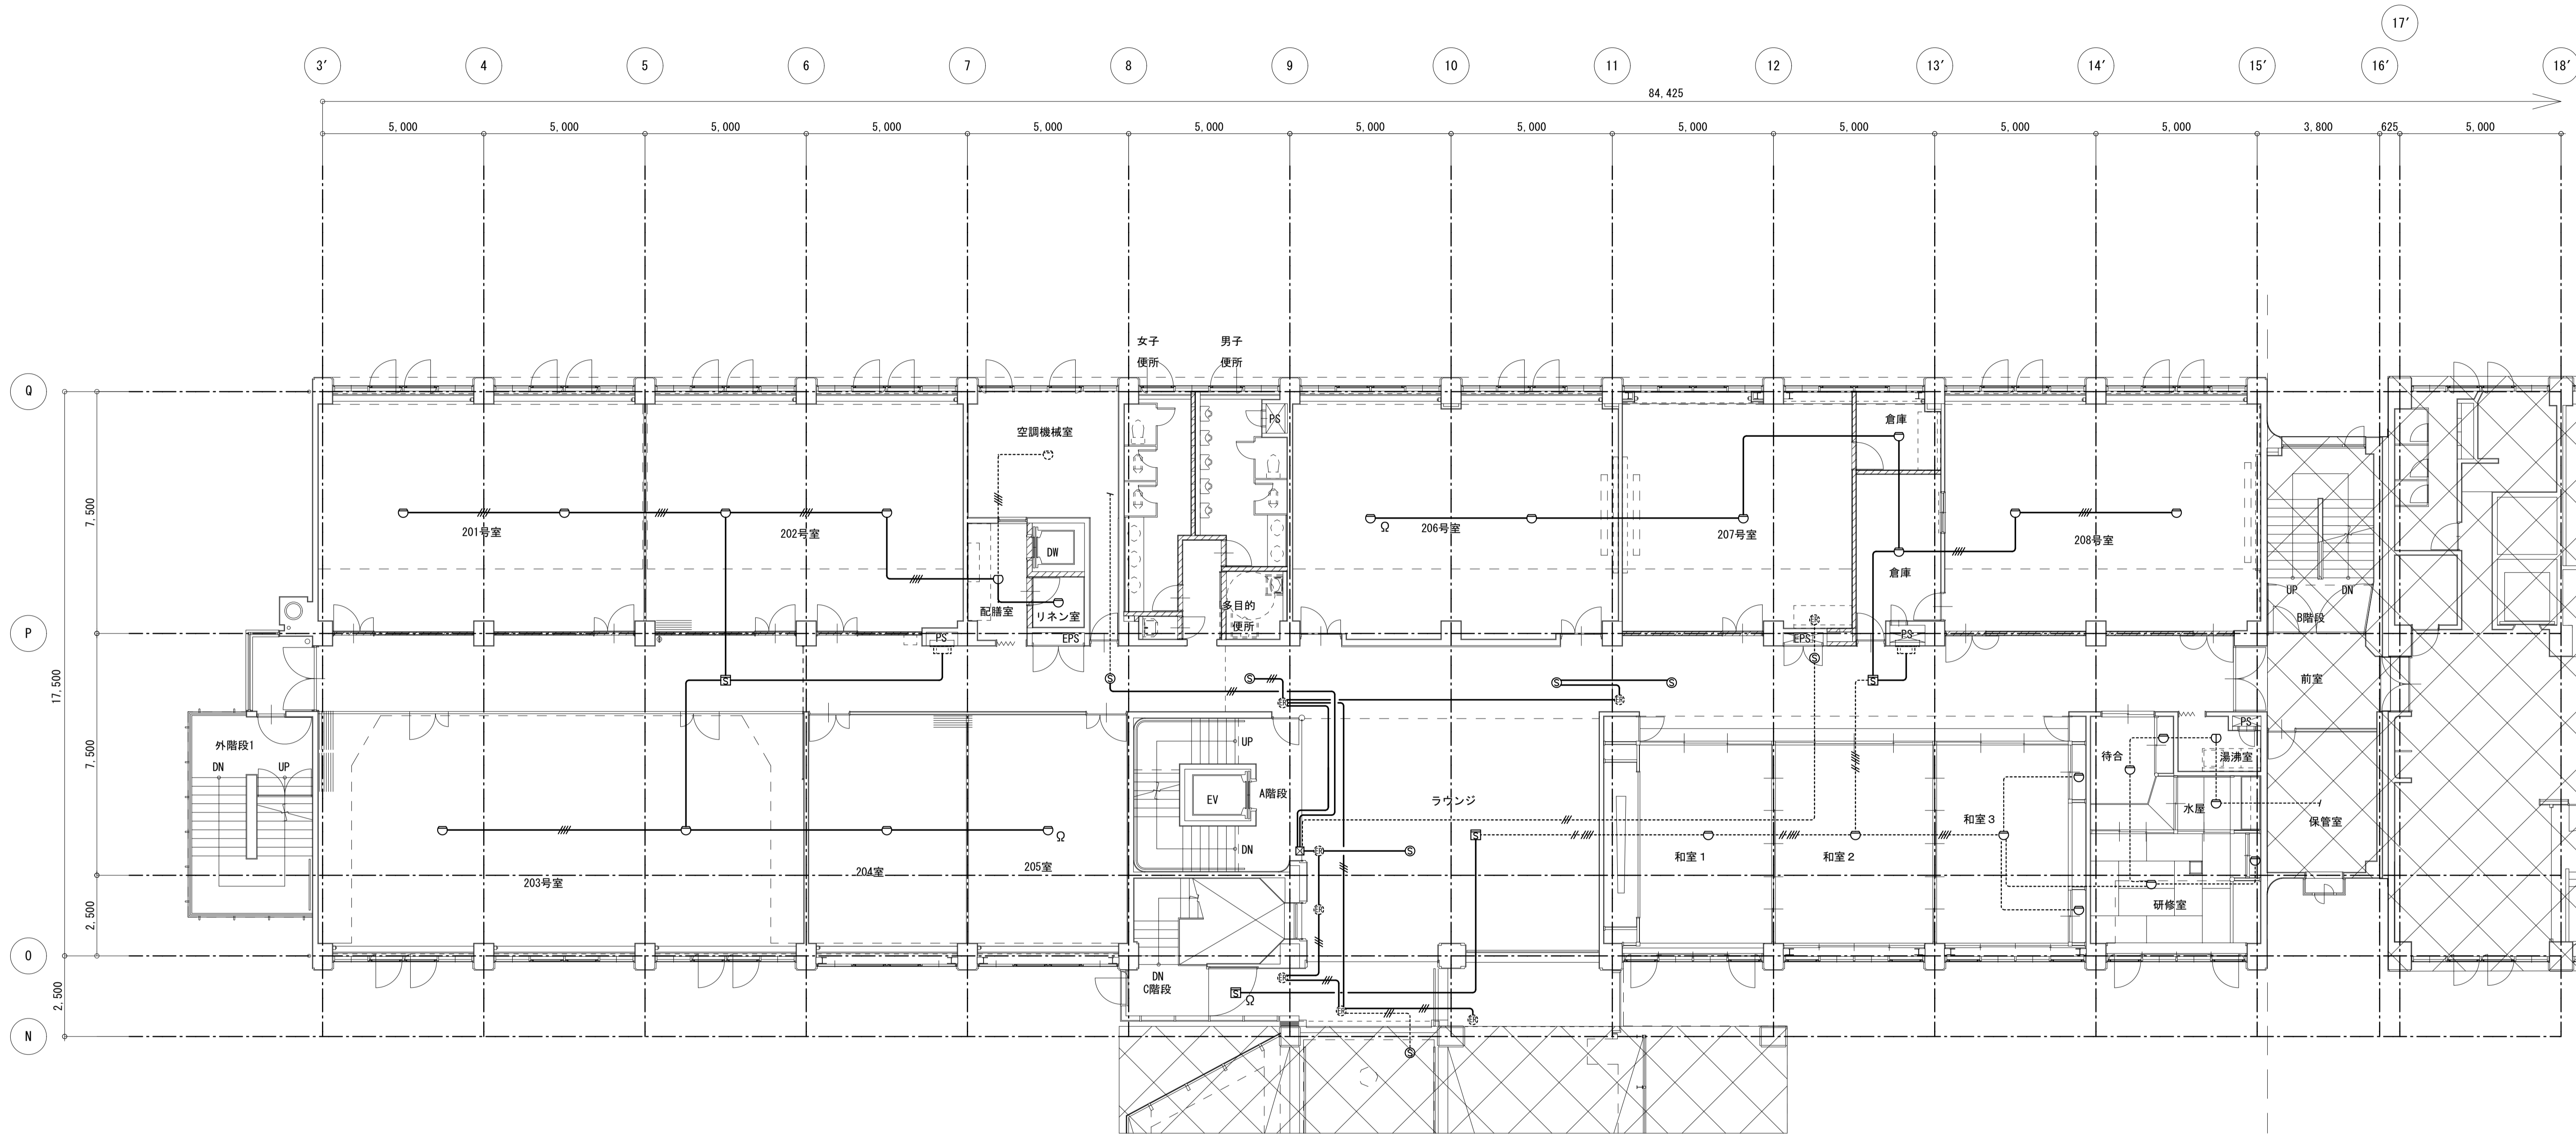 17′
3′ 4 5 6 7 8 9 10 11 12 13′ 14′ 15′ 16′ 18′
84,425
5,000 5,000 5,000 5,000 5,000 5,000 5,000 5,000 5,000 5,000 5,000 5,000 3,800 625 5,000
女子
便所
男子
便所
Q
空調機械室
PS
倉庫
7,500
201号室
202号室
Ω
206号室
207号室
208号室
DW
倉庫
配膳室
リネン室
多目的
便所
UP
DN
B階段
P
PS
EPS
EPS
PS
17,500
S
S
S
S
S
S
S
前室
PS
外階段1
DN
UP
UP
7,500
EV
A階段
ラウンジ
待合
湯沸室
水屋
保管室
和室3
Ω
DN
S
S
和室1
和室2
203号室
204室
205室
2,500
研修室
O
DN
C階段
S
Ω
2,500
N
S